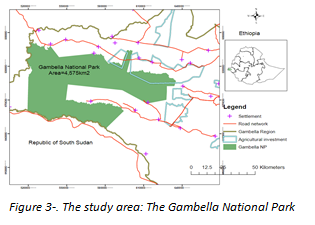 Ethiopia
Gambella National Park
Area=4,575km2
Legend
Settlement
Road network
Gambella Region
Agricultural investment
Gambella NP
Republic of South Sudan
0 12.5 25 50 Kilometers
Figure 3-. The study area: The Gambella National Park